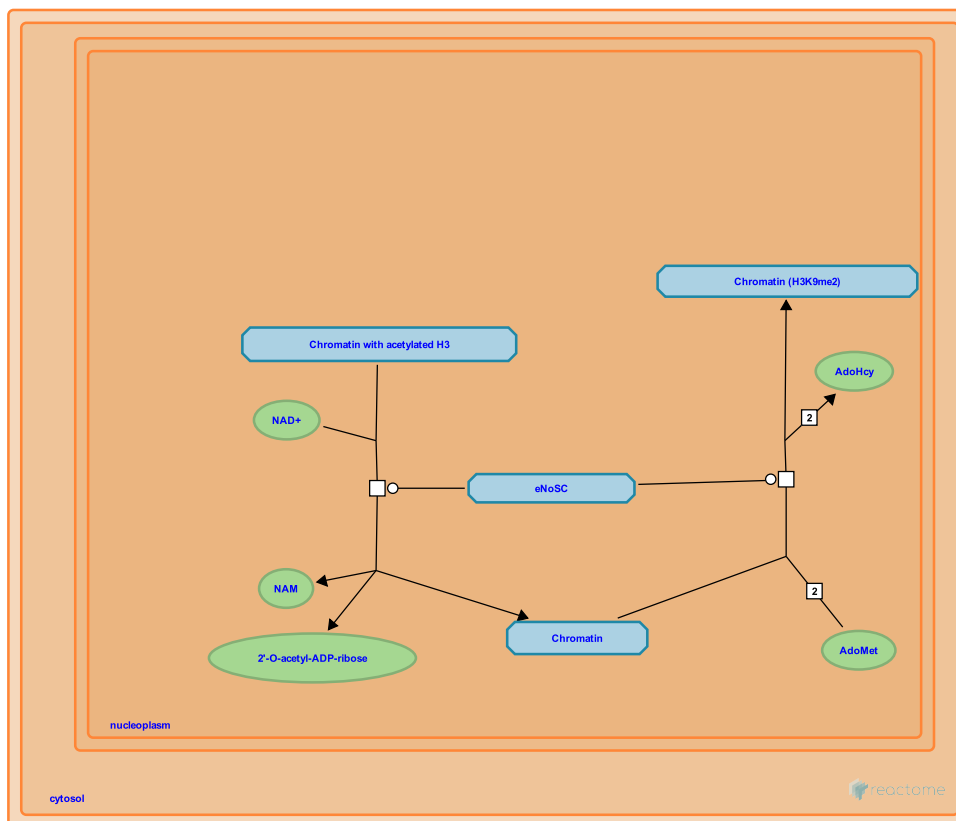 Chromatin (H3K9me2)
Chromatin with acetylated H3
AdoHcy
NAD+
2
eNoSC
NAM
2
Chromatin
AdoMet
2'-O-acetyl-ADP-ribose
nucleoplasm
reactome
cytosol